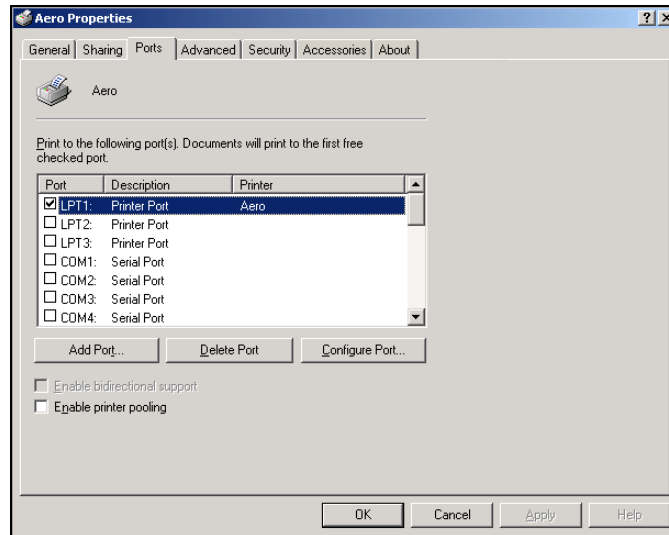 Aero Properties
General Sharing Ports Advanced Security Accessories About
Aero
Print to the following port(s). Documents will print to the first free
checked port.
Port Description Printer
LPT1: Printer Port Aero
LPT2: Printer Port
LPT3: Printer Port
COM1: Serial Port
COM2: Serial Port
COM3: Serial Port
COM4: Serial Port
Add Port... Delete Port Configure Port...
Enable bidirectional support
Enable printer pooling
OK Cancel Apply Help